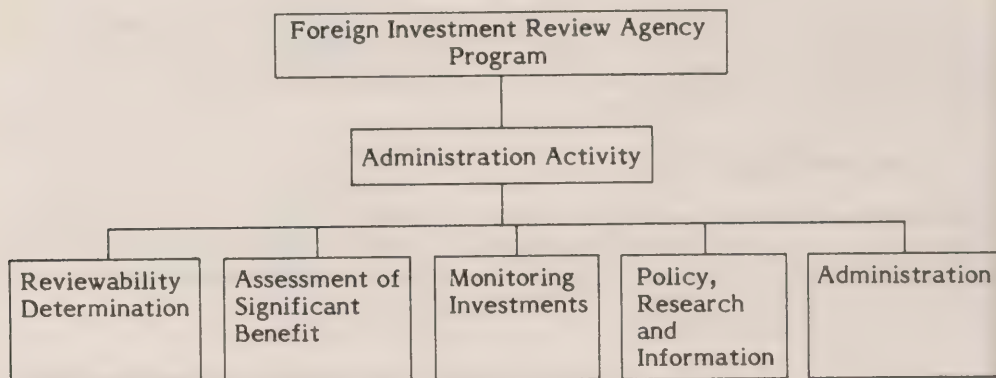 Foreign Investment Review Agency
Program
Administration Activity
Reviewability
Determination
Assessment of
Significant
Benefit
Monitoring
Investments
Policy,
Research
and
Information
Administration